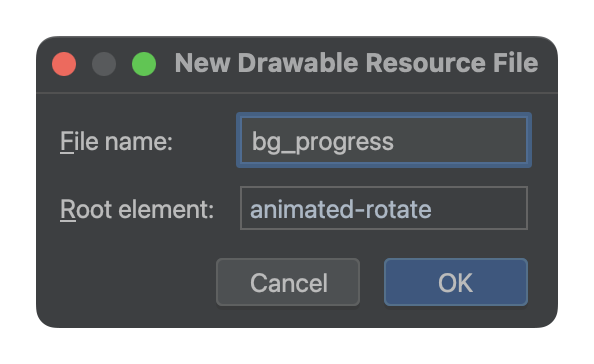 New Drawable Resource File
File name: bg_progress
Root element: animated-rotate
Cancel OK